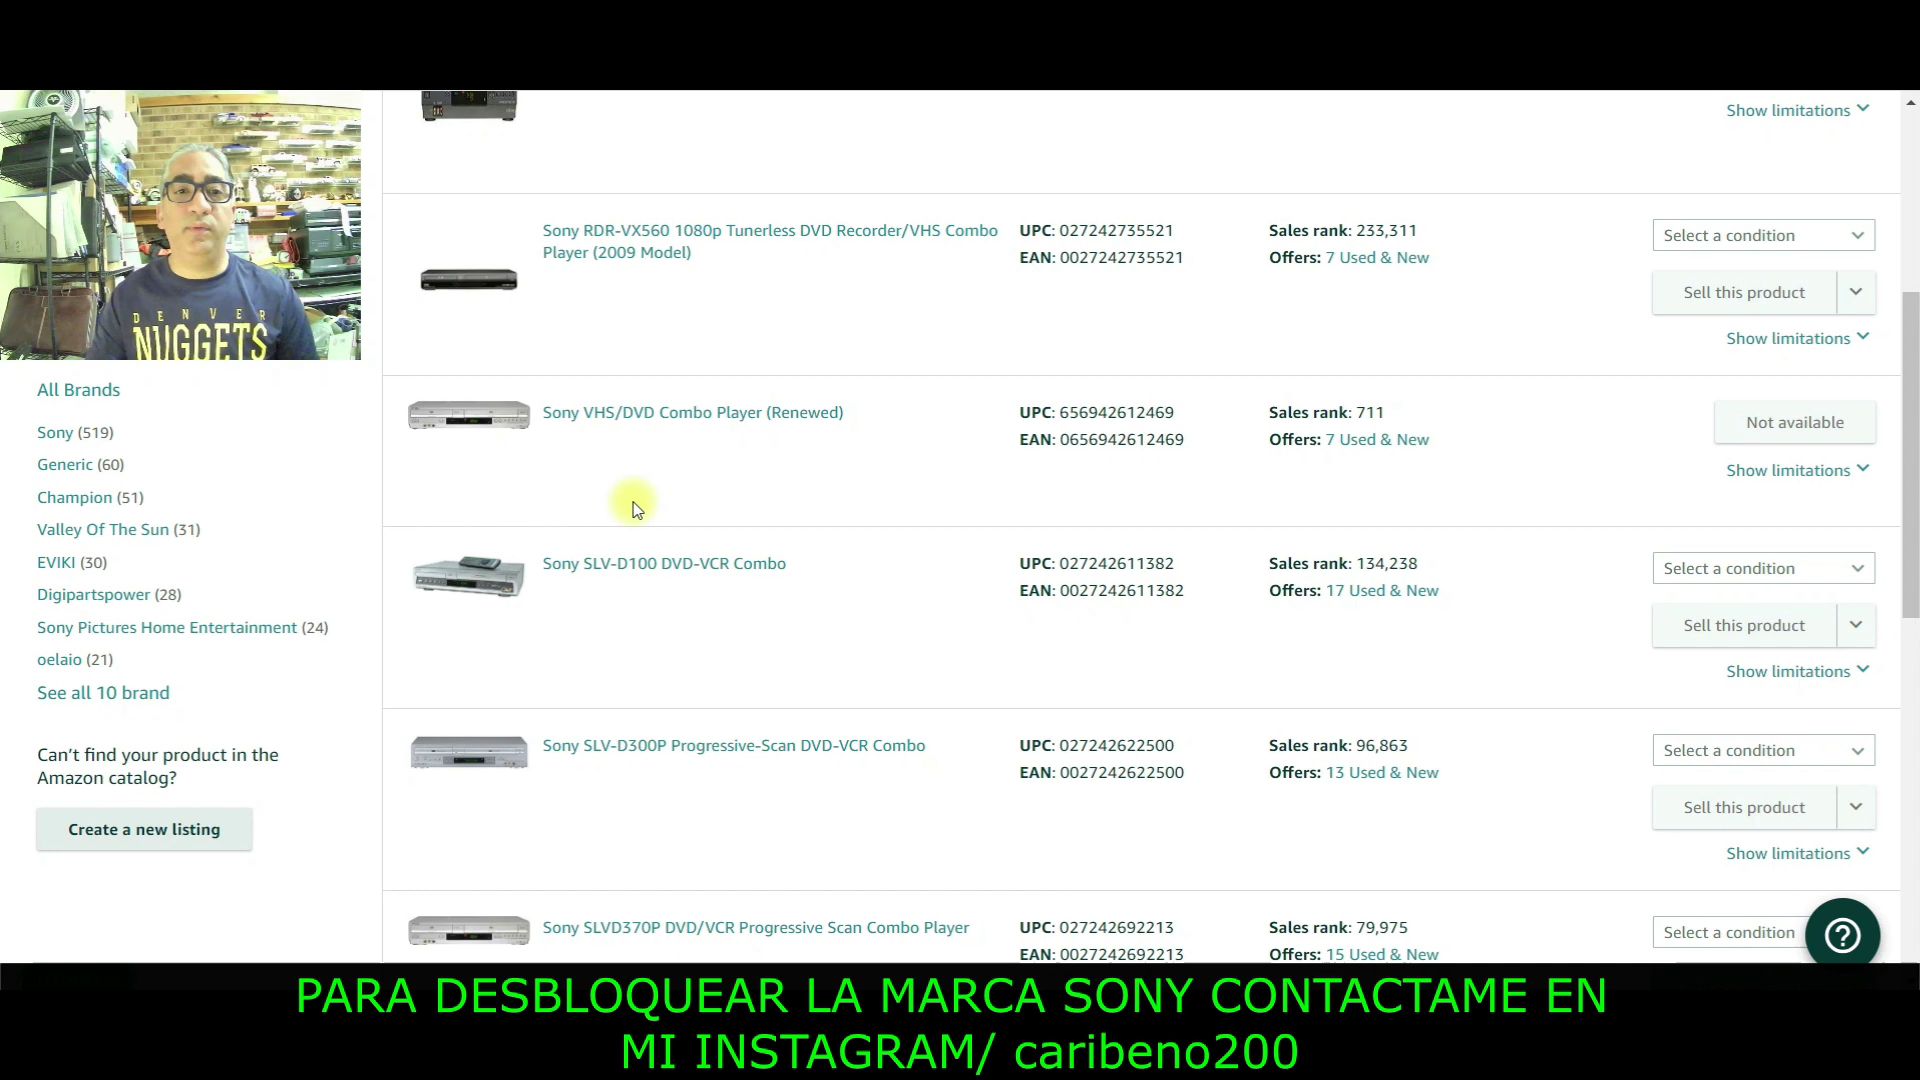 Show limitations
DENVER
NUGGETS
Sony RDR-VX560 1080p Tunerless DVD Recorder/VHS Combo
Player (2009 Model)
UPC: 027242735521
EAN: 0027242735521
Sales rank: 233,311
Offers: 7 Used & New
Select a condition
Sell this product
Show limitations
All Brands
Sony (519)
Generic (60)
Champion (51)
Valley Of The Sun (31)
EVIKI (30)
Digipartspower (28)
Sony Pictures Home Entertainment (24)
oelaio (21)
See all 10 brand
Can't find your product in the
Amazon catalog?
Create a new listing
Sony VHS/DVD Combo Player (Renewed)
UPC: 656942612469
EAN: 0656942612469
Sales rank: 711
Offers: 7 Used & New
Not available
Show limitations
Sony SLV-D100 DVD-VCR Combo
UPC: 027242611382
EAN: 0027242611382
Sales rank: 134,238
Offers: 17 Used & New
Select a condition
Sell this product
Show limitations
Sony SLV-D300P Progressive-Scan DVD-VCR Combo
UPC: 027242622500
EAN: 0027242622500
Sales rank: 96,863
Offers: 13 Used & New
Select a condition
Sell this product
Show limitations
Sony SLVD370P DVD/VCR Progressive Scan Combo Player
UPC: 027242692213
EAN: 0027242692213
Sales rank: 79,975
Offers: 15 Used & New
Select a condition
PARA DESBLOQUEAR LA MARCA SONY CONTACTAME EN
MI INSTAGRAM/ caribeno200